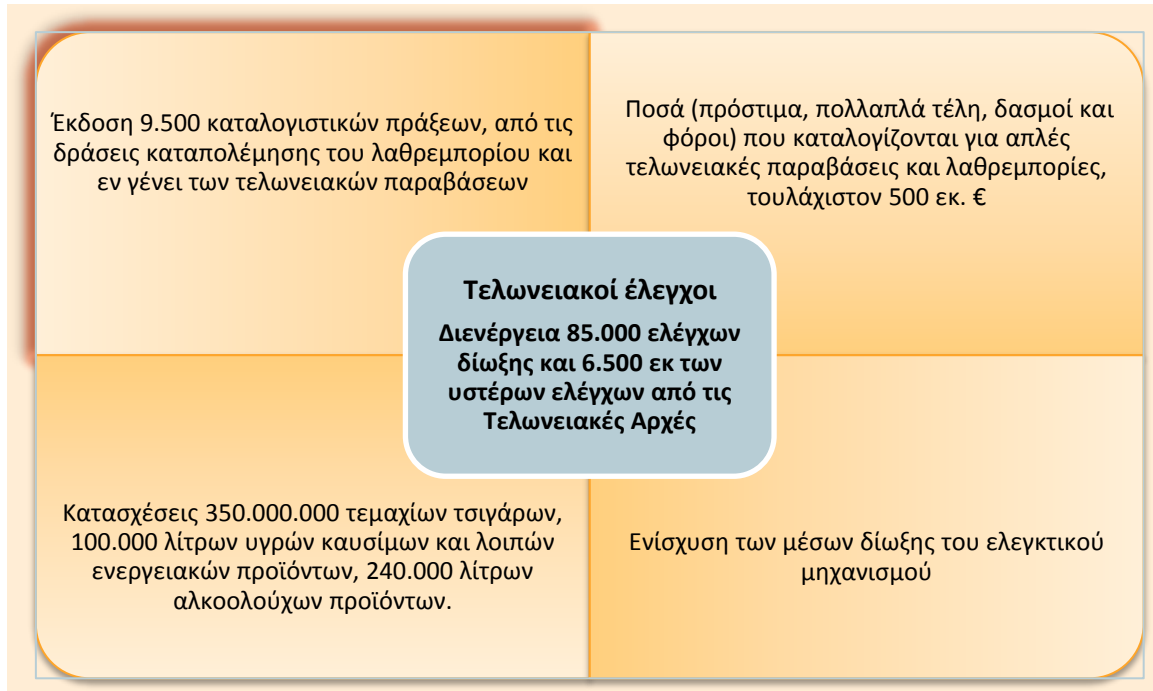 Έκδοση 9.500 καταλογιστικών πράξεων, από τις
δράσεις καταπολέμησης του λαθρεμπορίου και
εν γένει των τελωνειακών παραβάσεων
Ποσά (πρόστιμα, πολλαπλά τέλη, δασμοί και
φόροι) που καταλογίζονται για απλές
τελωνειακές παραβάσεις και λαθρεμπορίες,
τουλάχιστον 500 εκ. €
Τελωνειακοί έλεγχοι
Διενέργεια 85.000 ελέγχων
δίωξης και 6.500 εκ των
υστέρων ελέγχων από τις
Τελωνειακές Αρχές
Κατασχέσεις 350.000.000 τεμαχίων τσιγάρων,
100.000 λίτρων υγρών καυσίμων και λοιπών
ενεργειακών προϊόντων, 240.000 λίτρων
αλκοολούχων προϊόντων.
Ενίσχυση των μέσων δίωξης του ελεγκτικού
μηχανισμού